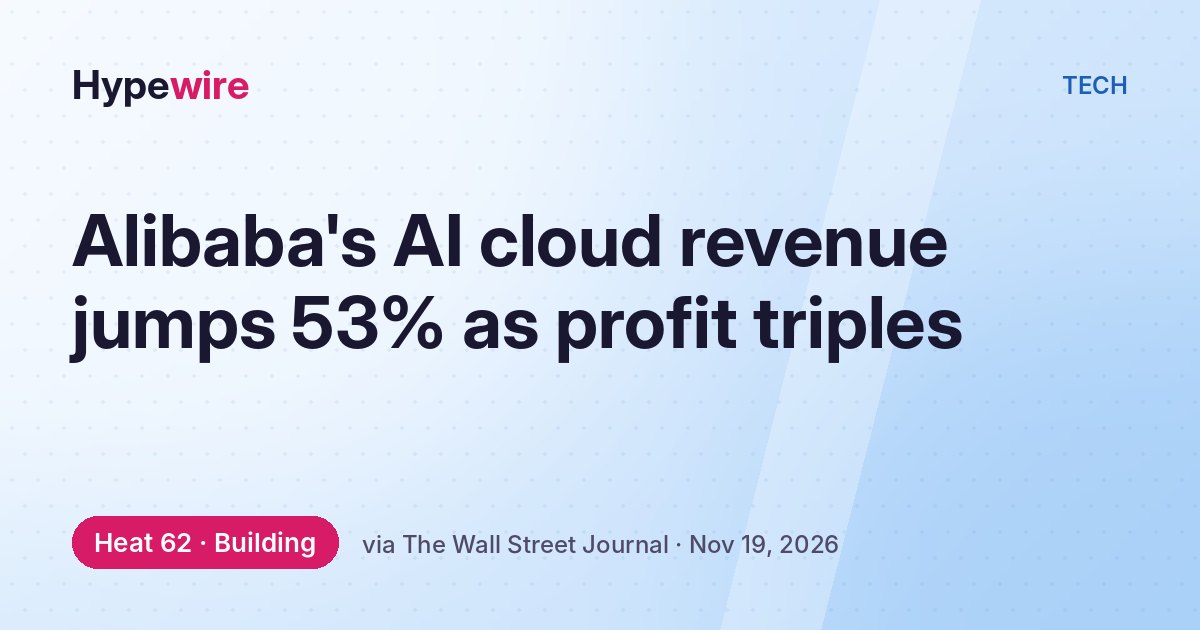 Hypewire
TECH
Alibaba's AI cloud revenue
jumps 53% as profit triples
Heat 62 · Building
via The Wall Street Journal · Nov 19, 2026